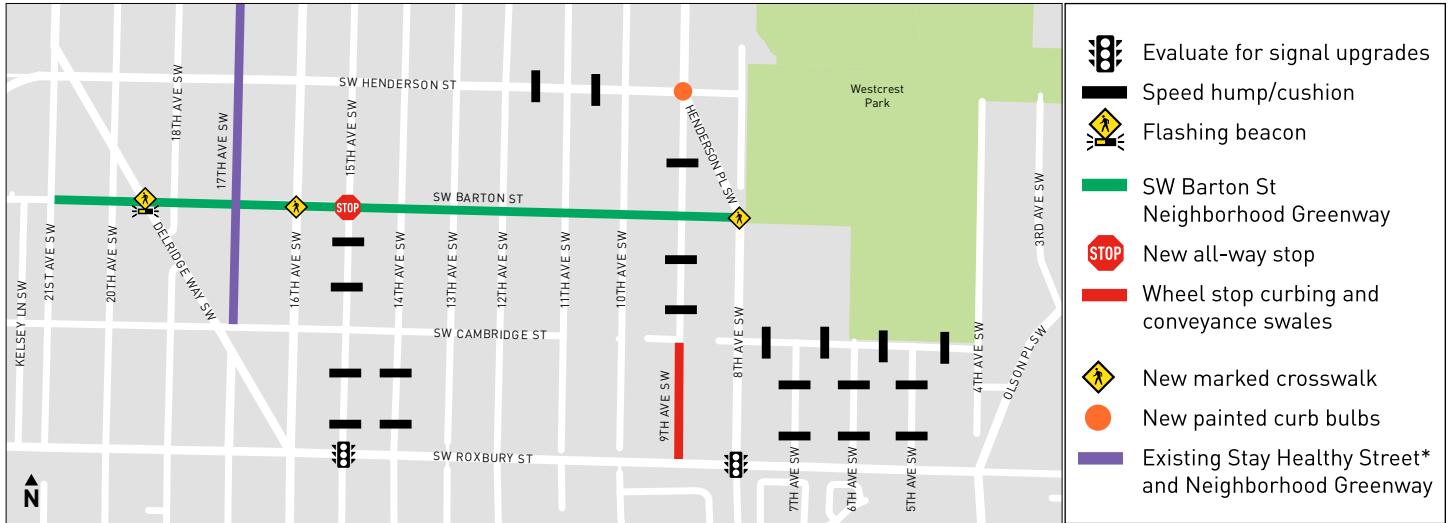 SW HENDERSON ST
18TH AVE SW
17TH AVE SW
15TH AVE SW
HENDERSON PL SW
Westcrest
Park
SW BARTON ST
STOP
3RD AVE SW
KELSEY LN SW
21ST AVE SW
20TH AVE SW
DELRIDGE WAY SW
16TH AVE SW
14TH AVE SW
13TH AVE SW
12TH AVE SW
11TH AVE SW
10TH AVE SW
SW CAMBRIDGE ST
9TH AVE SW
8TH AVE SW
4TH AVE SW
OLSON PL SW
SW ROXBURY ST
7TH AVE SW
6TH AVE SW
5TH AVE SW
N
Evaluate for signal upgrades
Speed hump/cushion
Flashing beacon
SW Barton St
Neighborhood Greenway
STOP
New all-way stop
Wheel stop curbing and
conveyance swales
New marked crosswalk
New painted curb bulbs
Existing Stay Healthy Street*
and Neighborhood Greenway